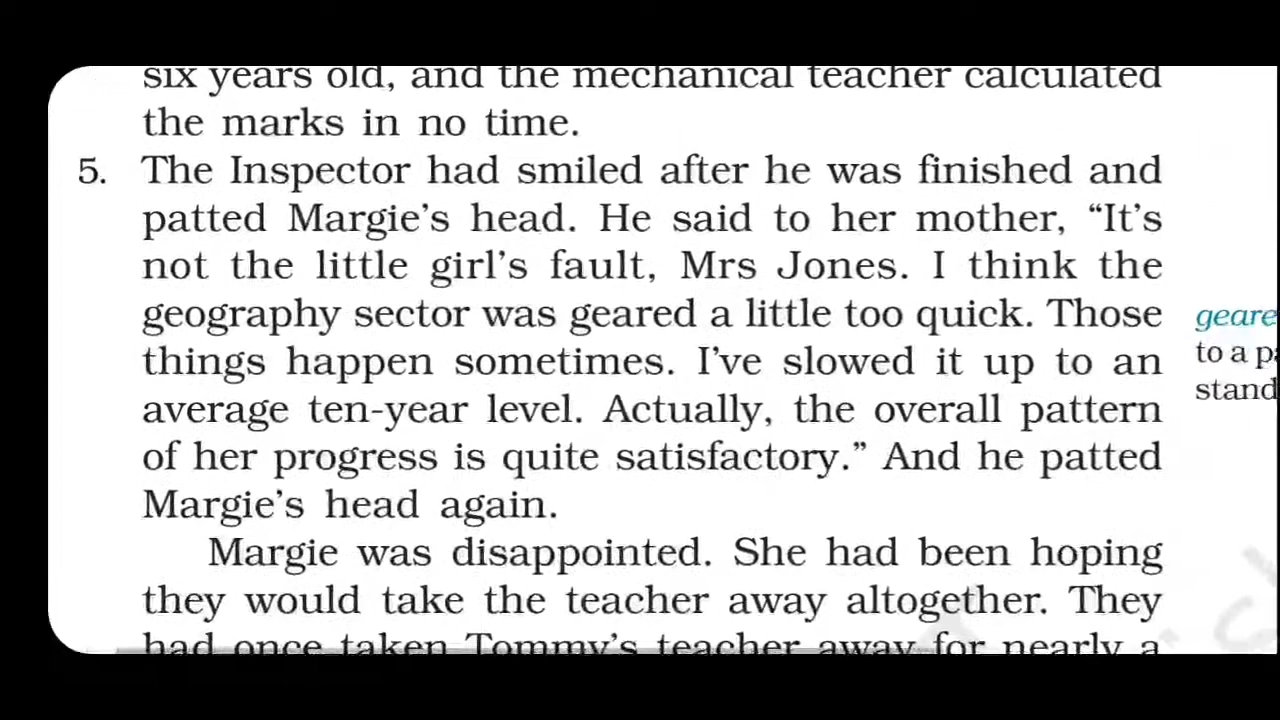 six years old, and the mechanical teacher calculated
the marks in no time.
5. The Inspector had smiled after he was finished and
patted Margie's head. He said to her mother, “It's
not the little girl's fault, Mrs Jones. I think the
geography sector was geared a little too quick. Those
things happen sometimes. I've slowed it up to an
average ten-year level. Actually, the overall pattern
of her progress is quite satisfactory.” And he patted
Margie's head again.
Margie was disappointed. She had been hoping
they would take the teacher away altogether. They
had once taken Tommy's teacher away for nearly a
geare
to a p
stand